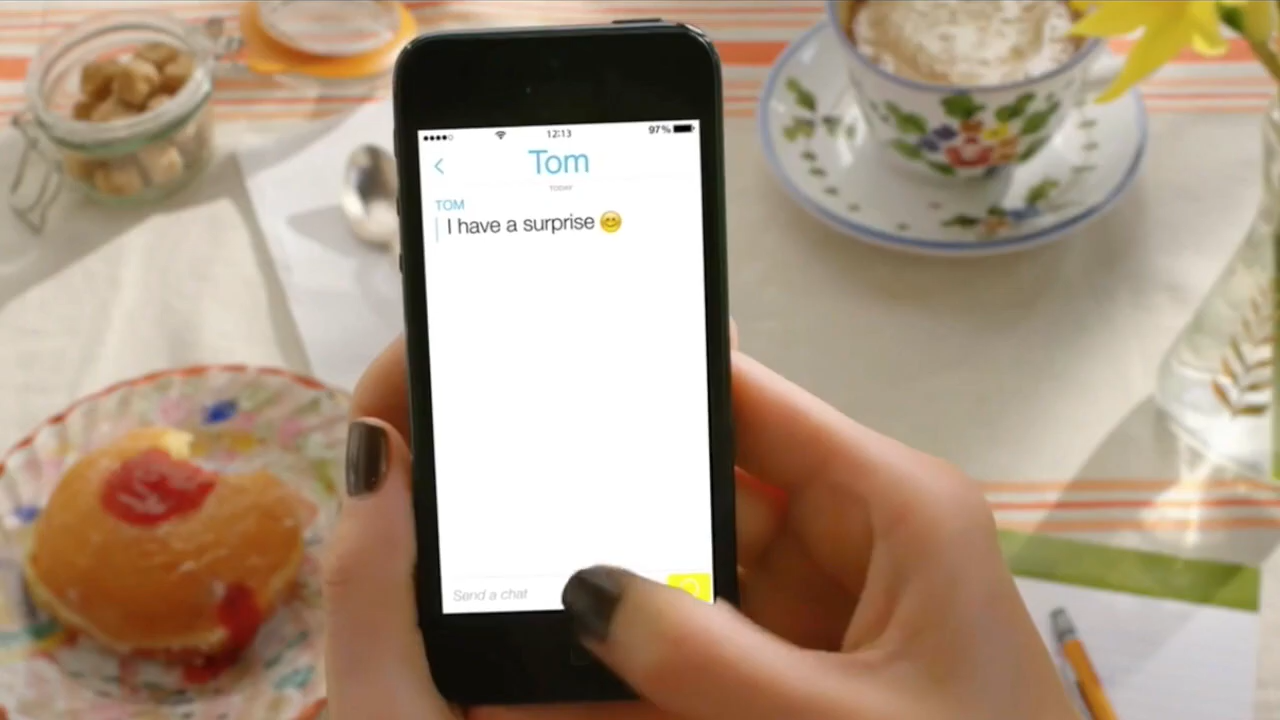 12:13
97%
Tom
TODAY
TOM
I have a surprise 😊
Send a chat